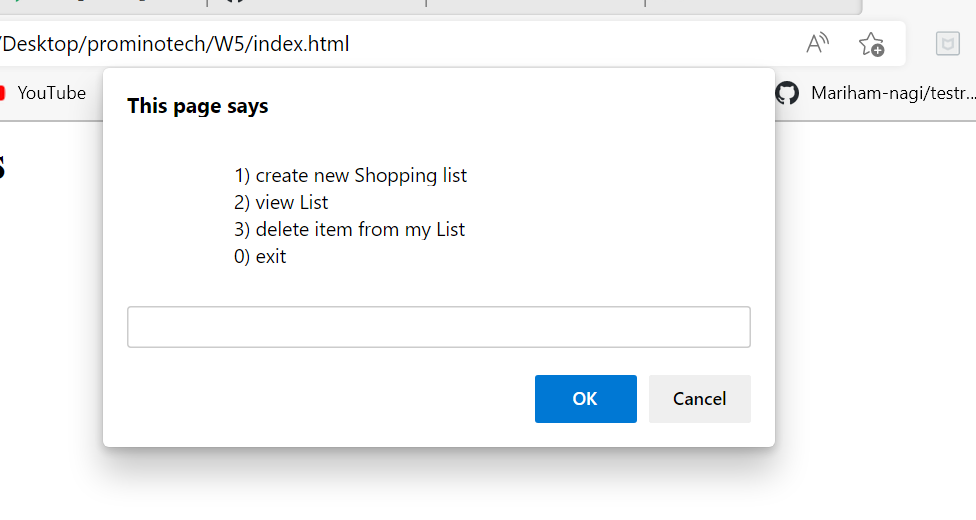 /Desktop/prominotech/W5/index.html
YouTube
Mariham-nagi/testr...
This page says
1) create new Shopping list
2) view List
3) delete item from my List
0) exit
OK
Cancel